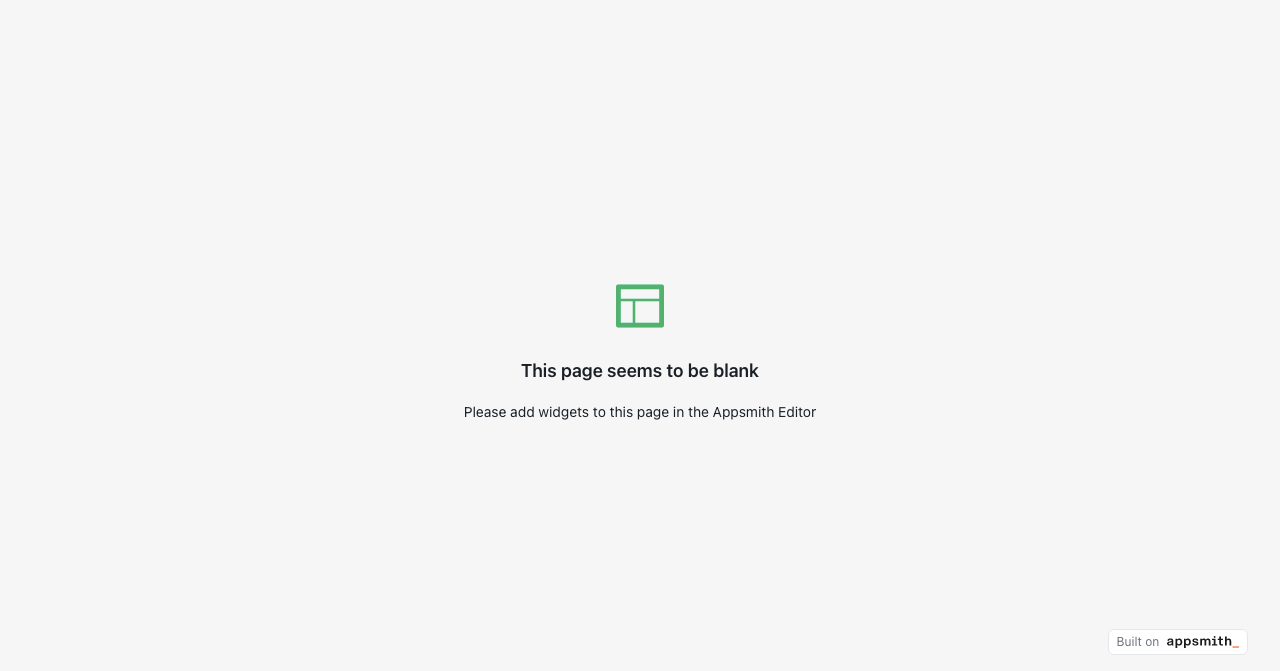 This page seems to be blank
Please add widgets to this page in the Appsmith Editor
Built on appsmith_